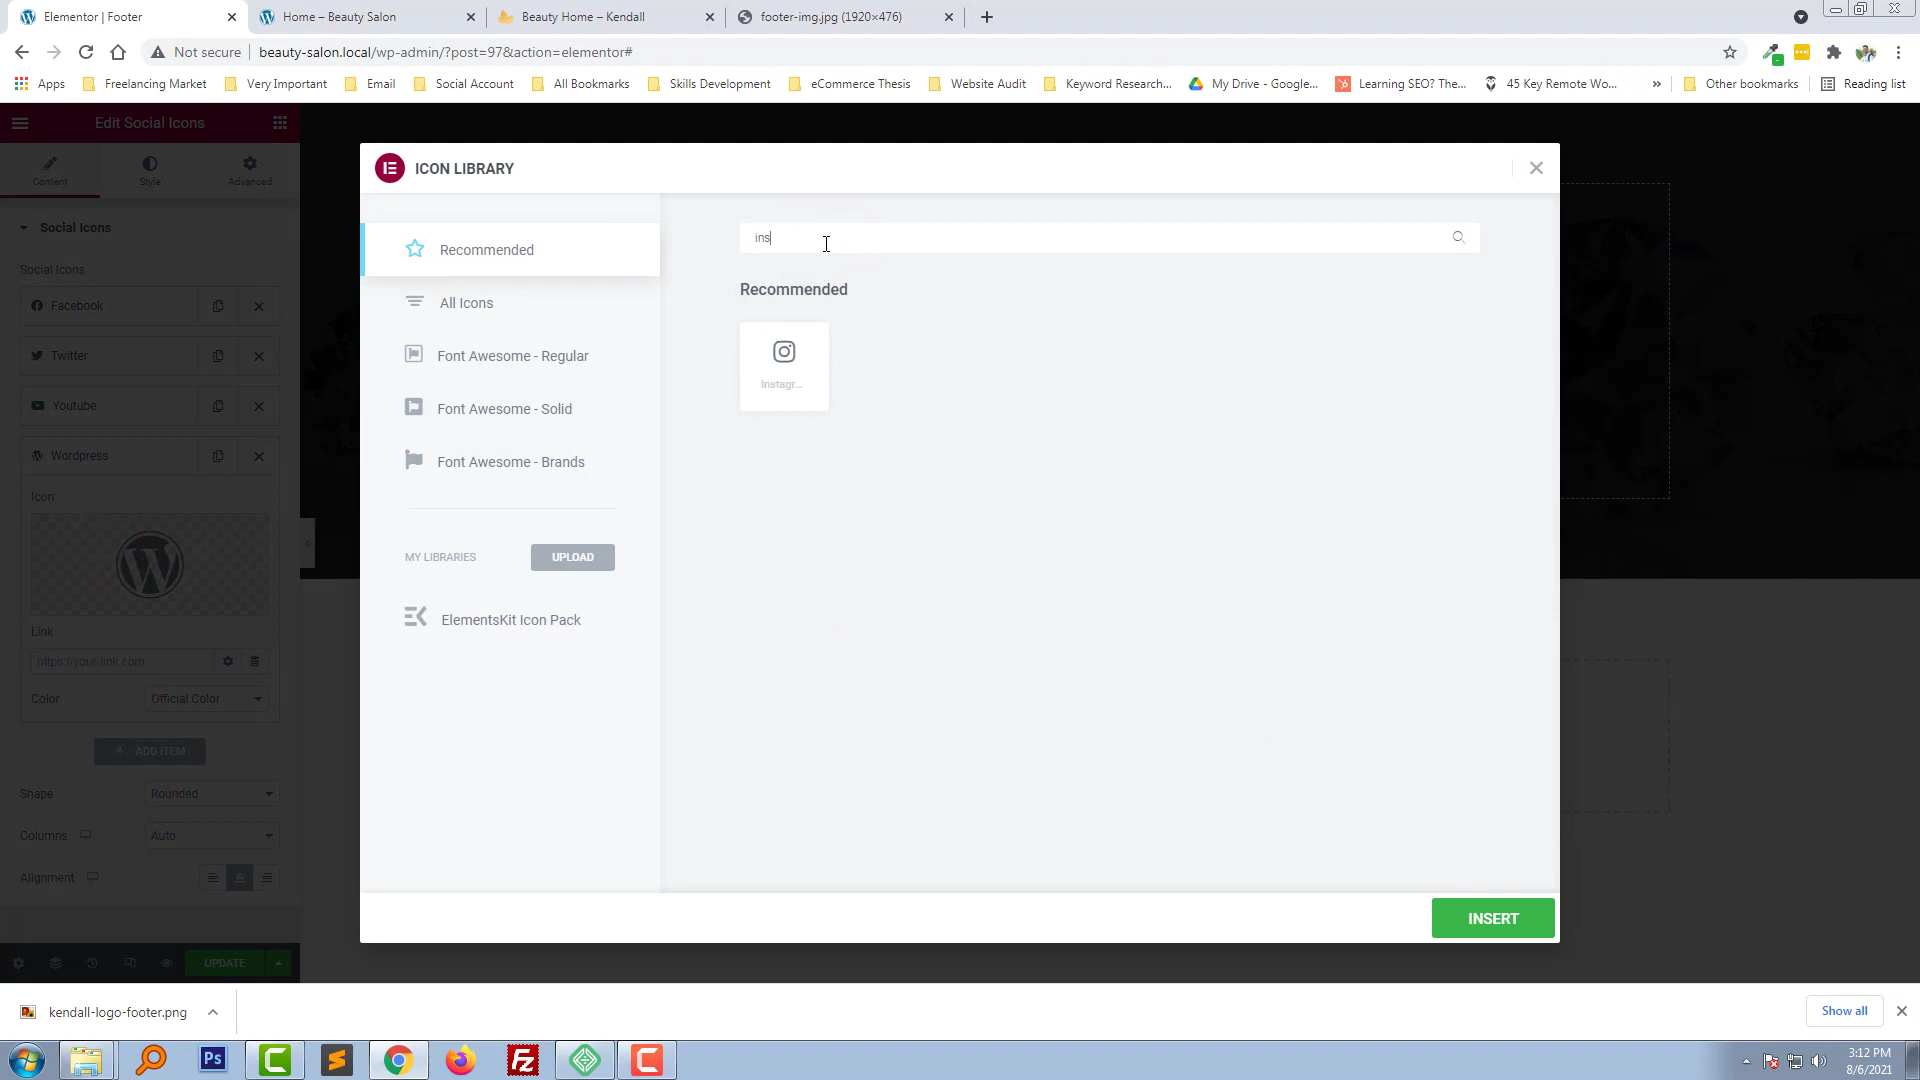 Elementor | Footer
Home – Beauty Salon
Beauty Home – Kendall
footer-img.jpg (1920×476)
Not secure
beauty-salon.local/wp-admin/?post=97&action=elementor#
Apps
Freelancing Market
Very Important
Email
Social Account
All Bookmarks
Skills Development
eCommerce Thesis
Website Audit
Keyword Research...
My Drive - Google...
Learning SEO? The...
45 Key Remote Wo...
»
Other bookmarks
Reading list
Edit Social Icons
Content
Style
Advanced
Social Icons
Social Icons
Facebook
Twitter
Youtube
Wordpress
Icon
Link
https://your-link.com
Color
Official Color
+ ADD ITEM
Shape
Rounded
Columns
Auto
Alignment
UPDATE
ICON LIBRARY
Recommended
All Icons
Font Awesome - Regular
Font Awesome - Solid
Font Awesome - Brands
MY LIBRARIES
UPLOAD
ElementsKit Icon Pack
ins
Recommended
Instagr...
INSERT
kendall-logo-footer.png
Show all
Ps
Fz
3:12 PM
8/6/2021